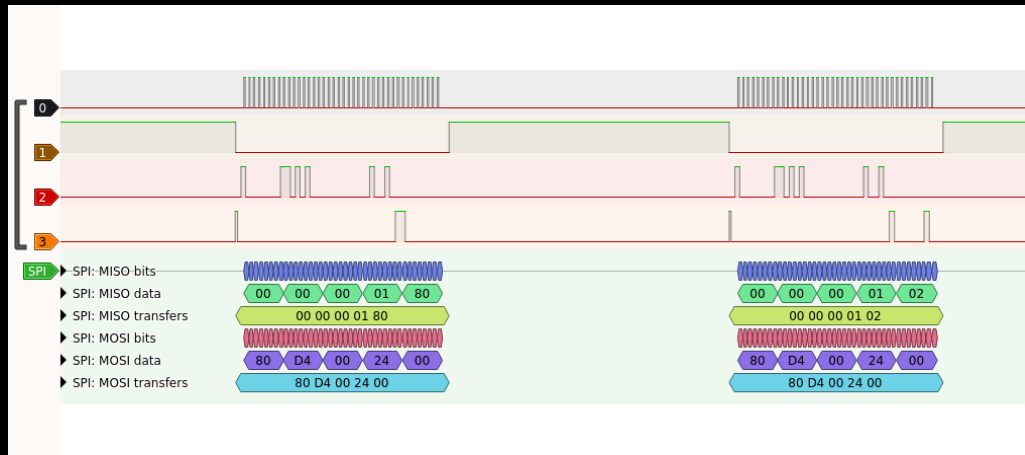 0
1
2
3
SPI
SPI: MISO bits
SPI: MISO data 00 00 00 01 80 00 00 00 01 02
SPI: MISO transfers 00 00 00 01 80 00 00 00 01 02
SPI: MOSI bits
SPI: MOSI data 80 D4 00 24 00 80 D4 00 24 00
SPI: MOSI transfers 80 D4 00 24 00 80 D4 00 24 00